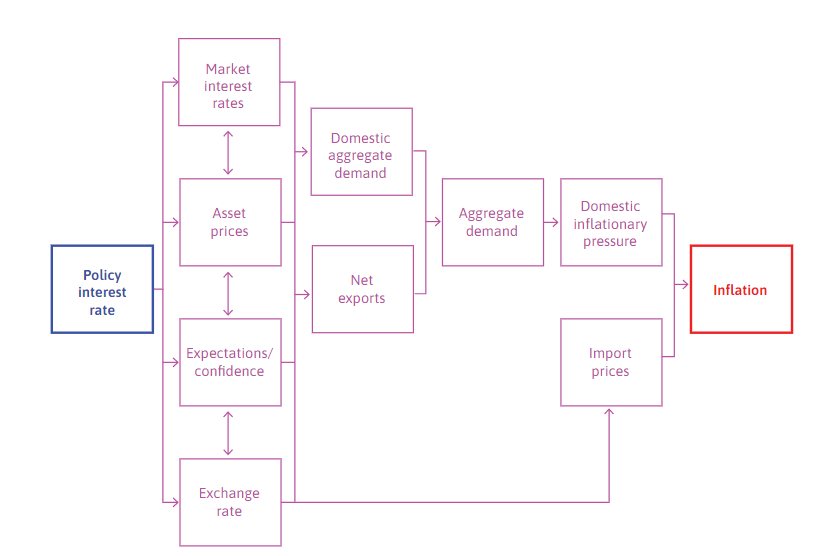 Market
interest
rates
Domestic
aggregate
demand
Asset
prices
Aggregate
demand
Domestic
inflationary
pressure
Policy
interest
rate
Net
exports
Inflation
Expectations/
confidence
Import
prices
Exchange
rate